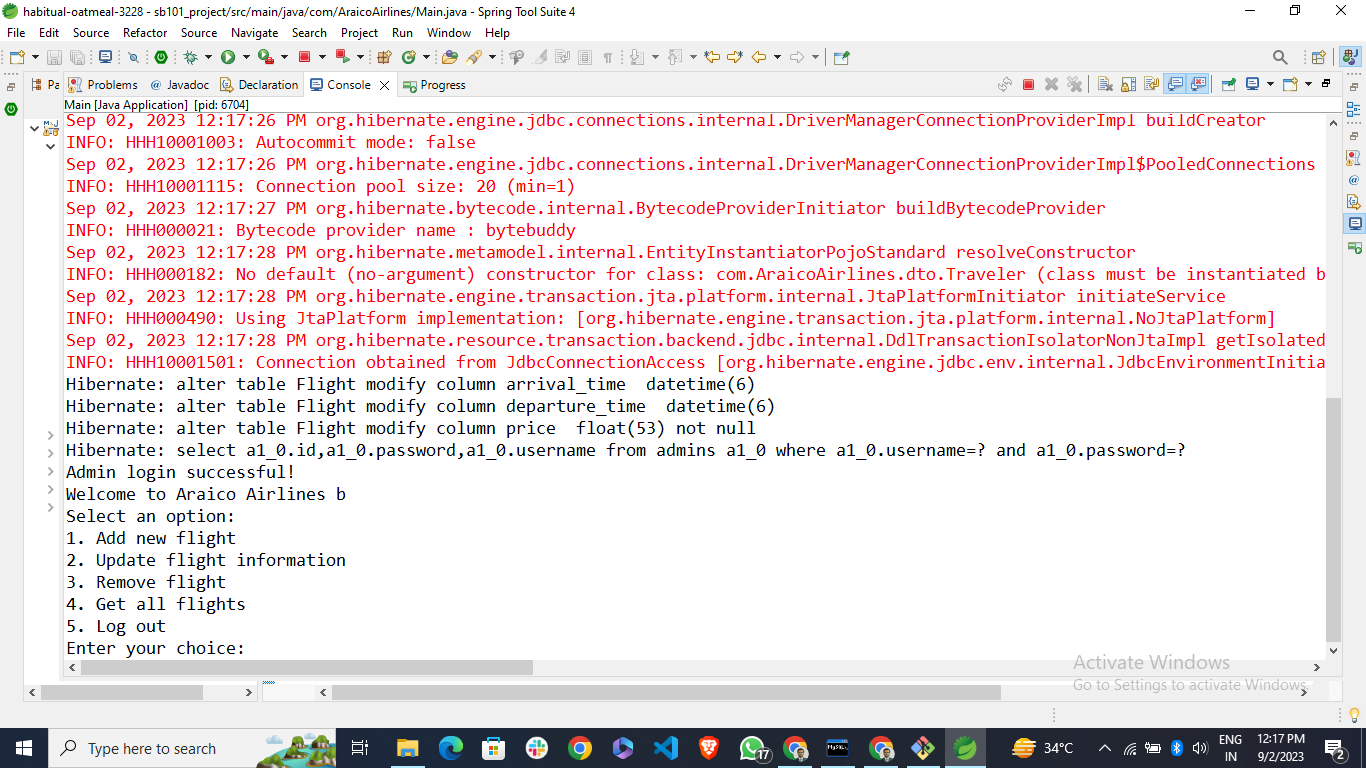 habitual-oatmeal-3228 - sb101_project/src/main/java/com/AraicoAirlines/Main.java - Spring Tool Suite 4
File Edit Source Refactor Source Navigate Search Project Run Window Help
Pa Problems @ Javadoc Declaration Console Progress
Main [Java Application] [pid: 6704]
Sep 02, 2023 12:17:26 PM org.hibernate.engine.jdbc.connections.internal.DriverManagerConnectionProviderImpl buildCreator
INFO: HHH10001003: Autocommit mode: false
Sep 02, 2023 12:17:26 PM org.hibernate.engine.jdbc.connections.internal.DriverManagerConnectionProviderImpl$PooledConnections
INFO: HHH10001115: Connection pool size: 20 (min=1)
Sep 02, 2023 12:17:27 PM org.hibernate.bytecode.internal.BytecodeProviderInitiator buildBytecodeProvider
INFO: HHH000021: Bytecode provider name : bytebuddy
Sep 02, 2023 12:17:28 PM org.hibernate.metamodel.internal.EntityInstantiatorPojoStandard resolveConstructor
INFO: HHH000182: No default (no-argument) constructor for class: com.AraicoAirlines.dto.Traveler (class must be instantiated b
Sep 02, 2023 12:17:28 PM org.hibernate.engine.transaction.jta.platform.internal.JtaPlatformInitiator initiateService
INFO: HHH000490: Using JtaPlatform implementation: [org.hibernate.engine.transaction.jta.platform.internal.NoJtaPlatform]
Sep 02, 2023 12:17:28 PM org.hibernate.resource.transaction.backend.jdbc.internal.DdlTransactionIsolatorNonJtaImpl getIsolated
INFO: HHH10001501: Connection obtained from JdbcConnectionAccess [org.hibernate.engine.jdbc.env.internal.JdbcEnvironmentInitia
Hibernate: alter table Flight modify column arrival_time  datetime(6)
Hibernate: alter table Flight modify column departure_time  datetime(6)
Hibernate: alter table Flight modify column price  float(53) not null
Hibernate: select a1_0.id,a1_0.password,a1_0.username from admins a1_0 where a1_0.username=? and a1_0.password=?
Admin login successful!
Welcome to Araico Airlines b
Select an option:
1. Add new flight
2. Update flight information
3. Remove flight
4. Get all flights
5. Log out
Enter your choice:
Activate Windows
Go to Settings to activate Windows.
Type here to search
17
MySQL
34°C
ENG
IN
12:17 PM
9/2/2023
2